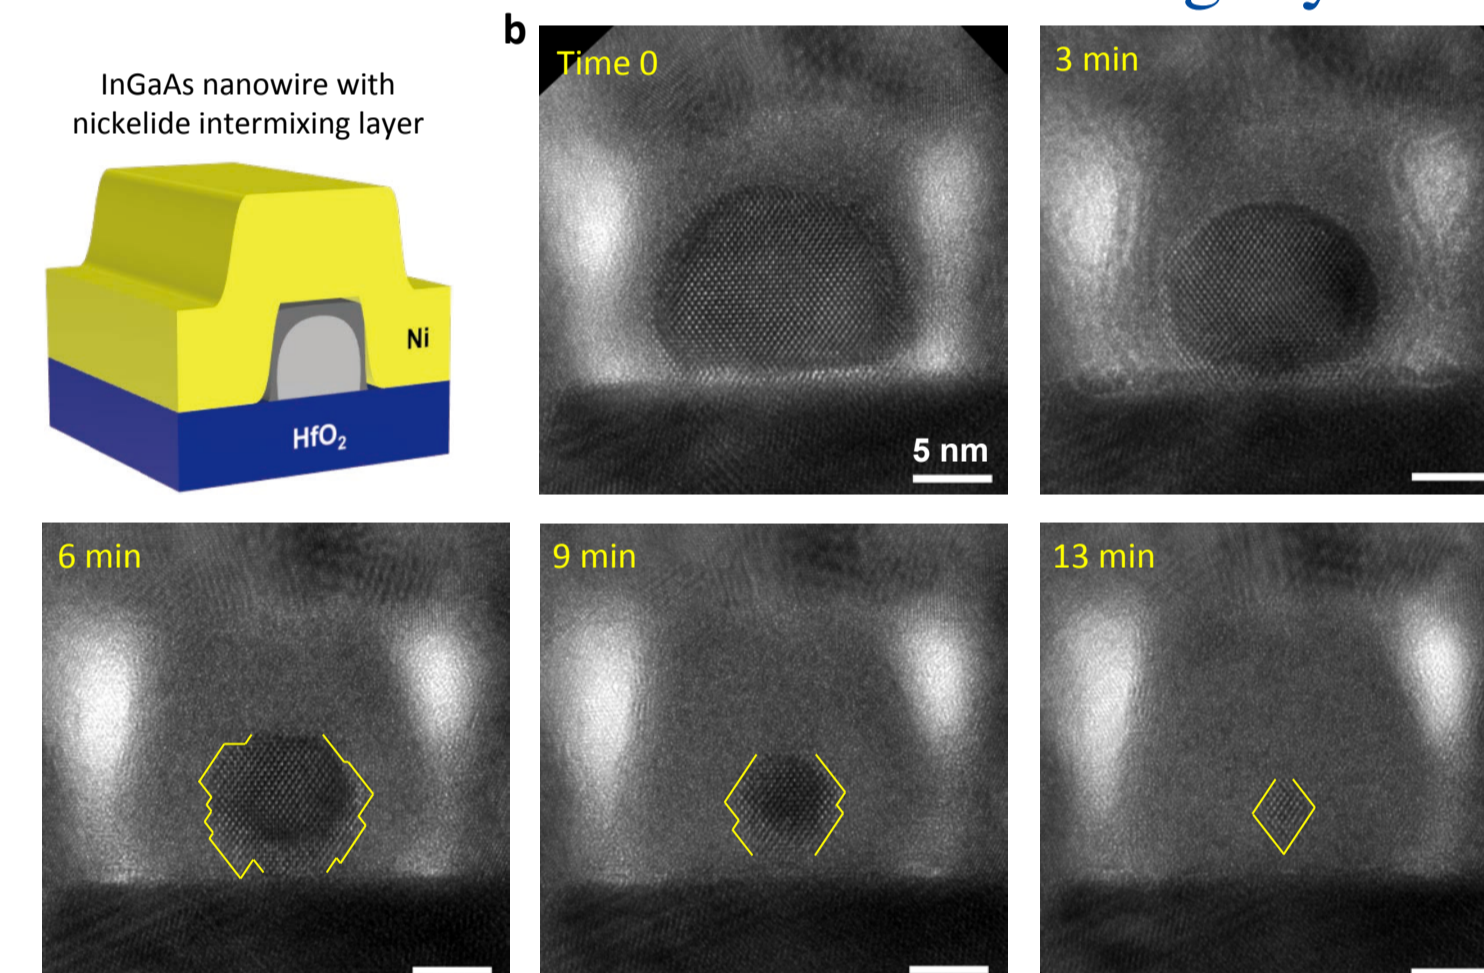 b
InGaAs nanowire with
nickelide intermixing layer
Ni
HfO₂
Time 0
5 nm
3 min
6 min
9 min
13 min